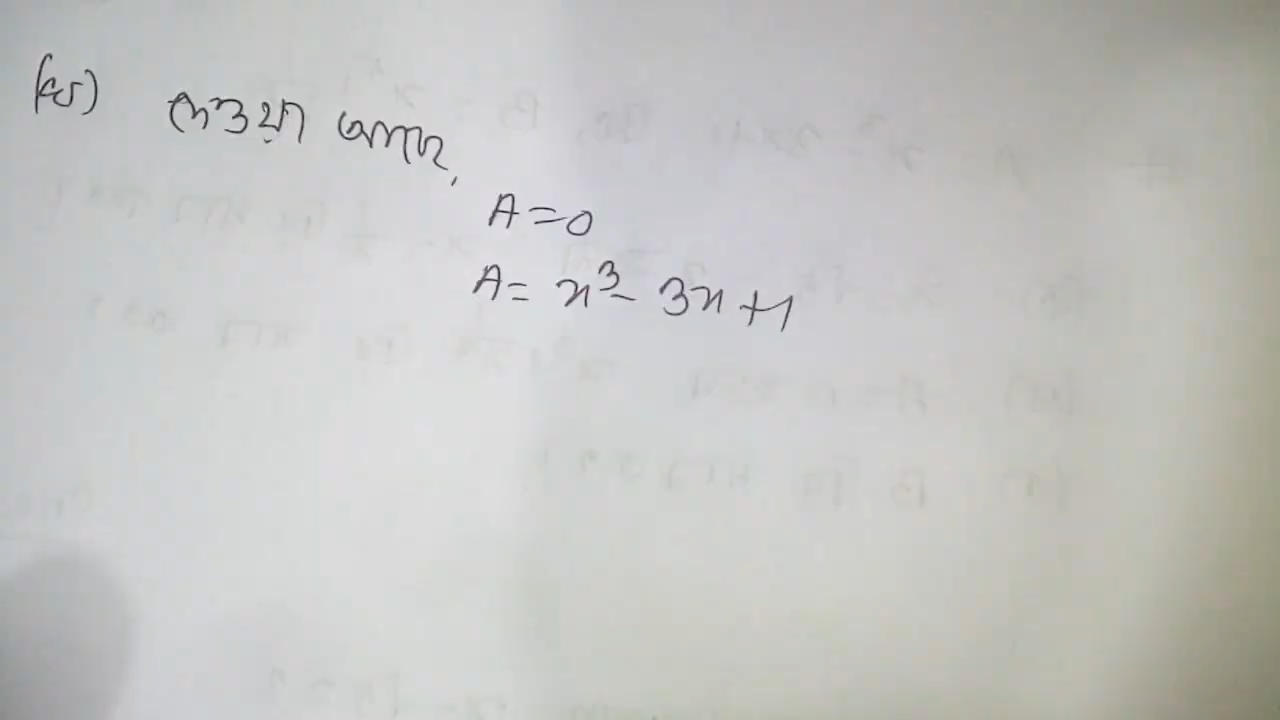 (খ) দেওয়া আছে,
A = 0
A = x³ - 3x + 1